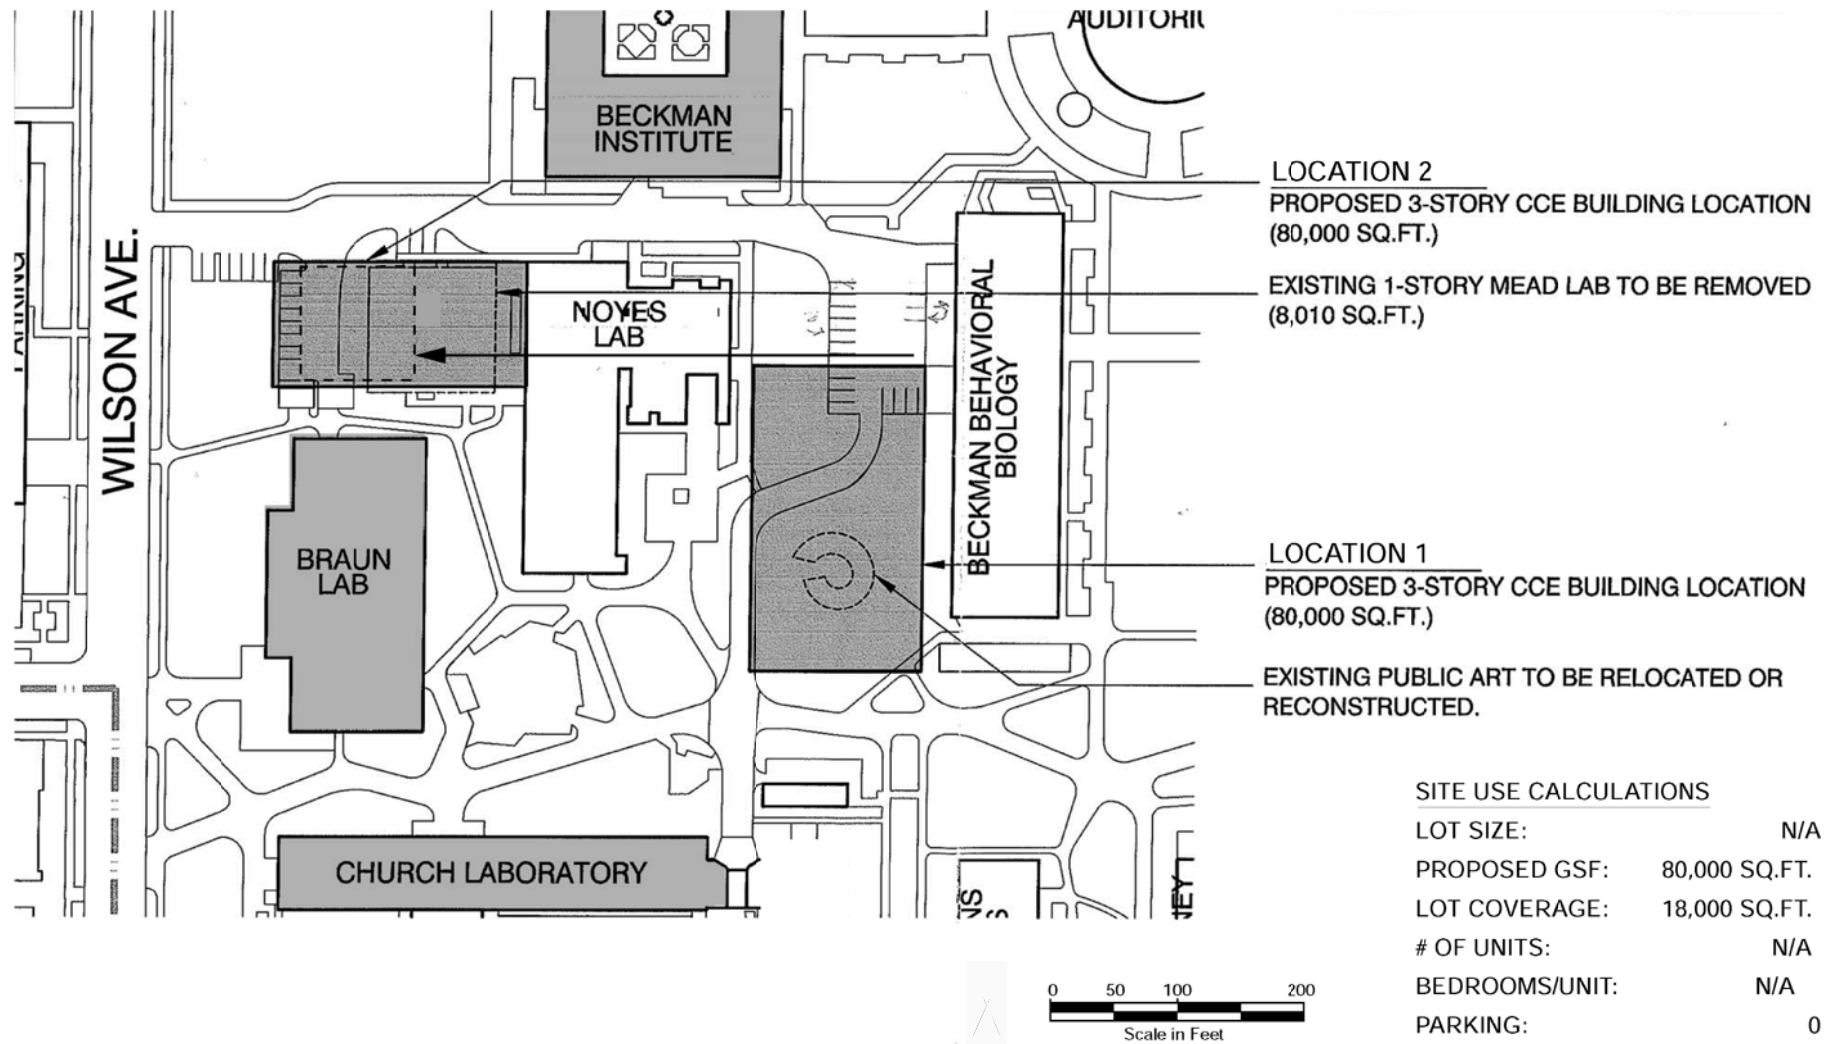 AUDITORIU
BECKMAN
INSTITUTE
LOCATION 2
PROPOSED 3-STORY CCE BUILDING LOCATION
(80,000 SQ.FT.)
EXISTING 1-STORY MEAD LAB TO BE REMOVED
(8,010 SQ.FT.)
PARKING
WILSON AVE.
NOYES
LAB
BECKMAN BEHAVIORAL
BIOLOGY
BRAUN
LAB
LOCATION 1
PROPOSED 3-STORY CCE BUILDING LOCATION
(80,000 SQ.FT.)
EXISTING PUBLIC ART TO BE RELOCATED OR
RECONSTRUCTED.
CHURCH LABORATORY
NS
S
NEY
SITE USE CALCULATIONS
LOT SIZE: N/A
PROPOSED GSF: 80,000 SQ.FT.
LOT COVERAGE: 18,000 SQ.FT.
# OF UNITS: N/A
BEDROOMS/UNIT: N/A
PARKING: 0
0 50 100 200
Scale in Feet